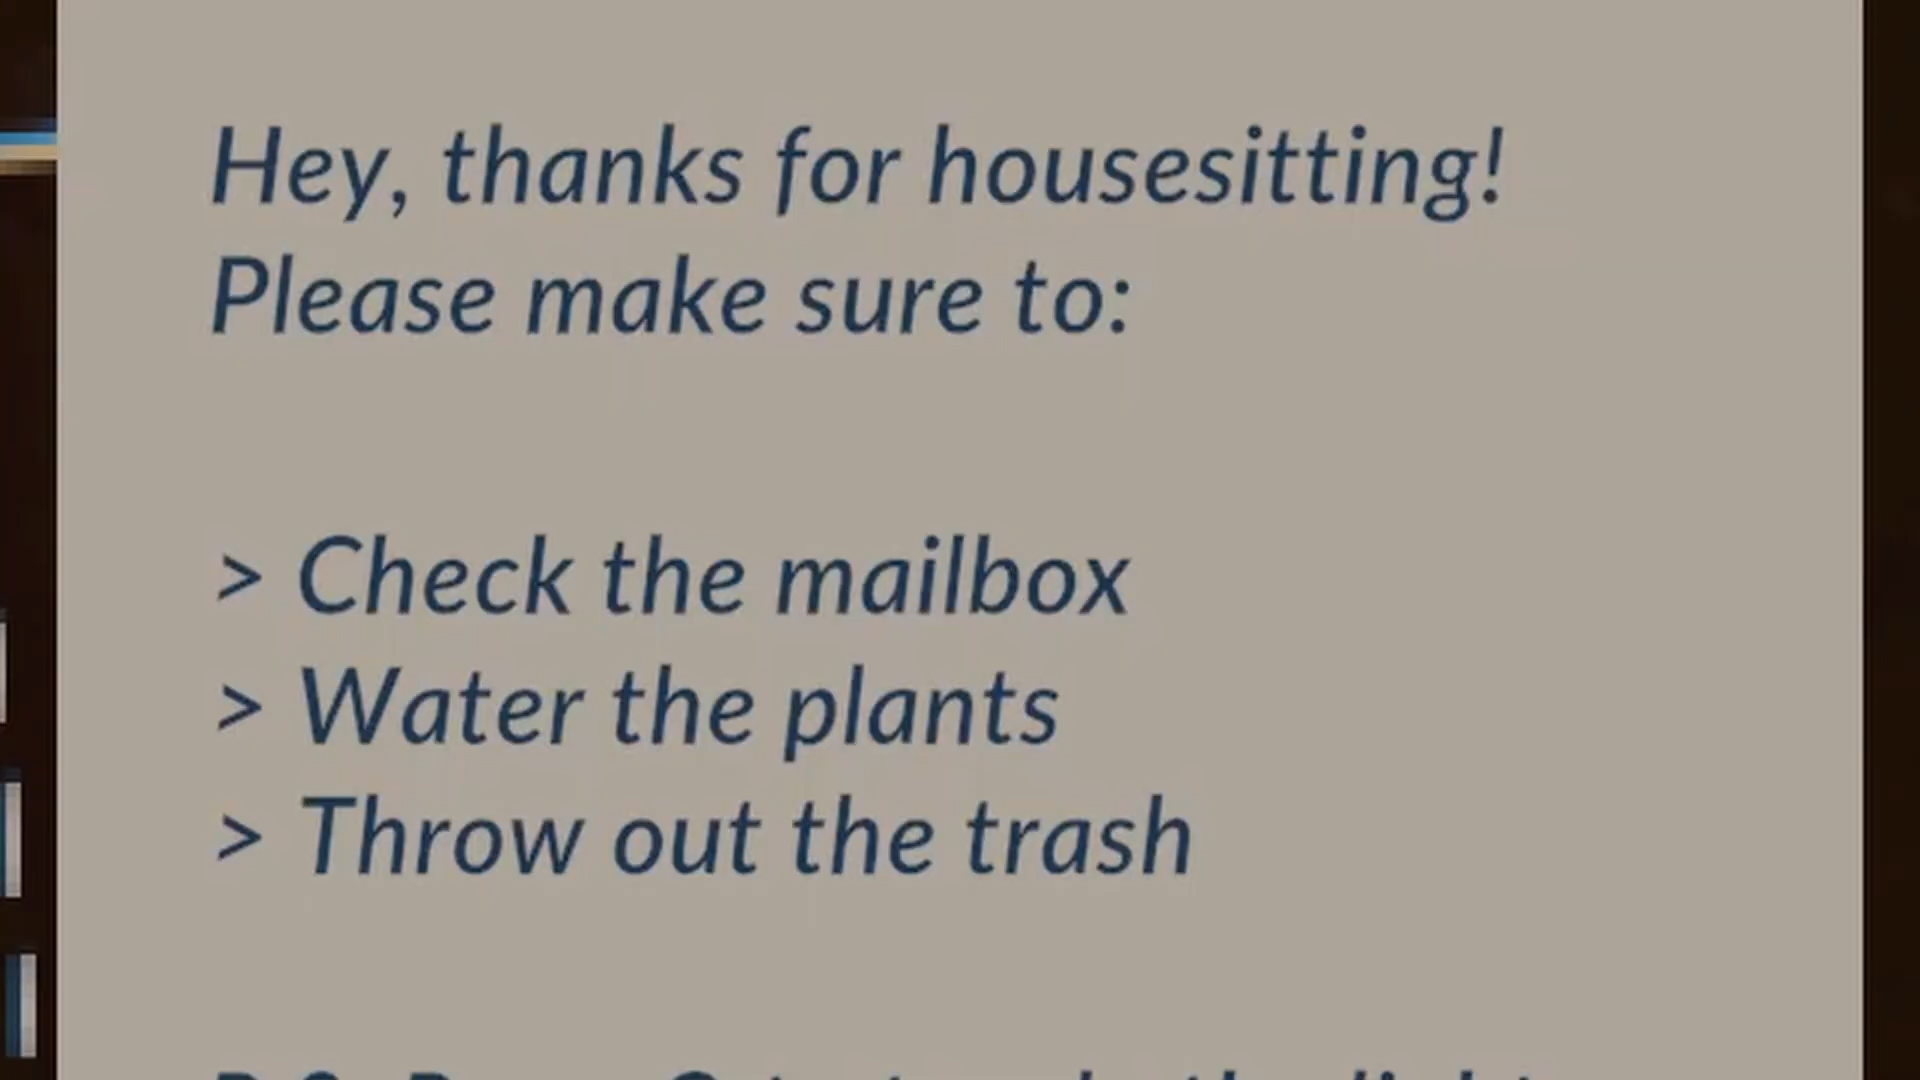 Hey, thanks for housesitting!
Please make sure to:
> Check the mailbox
> Water the plants
> Throw out the trash